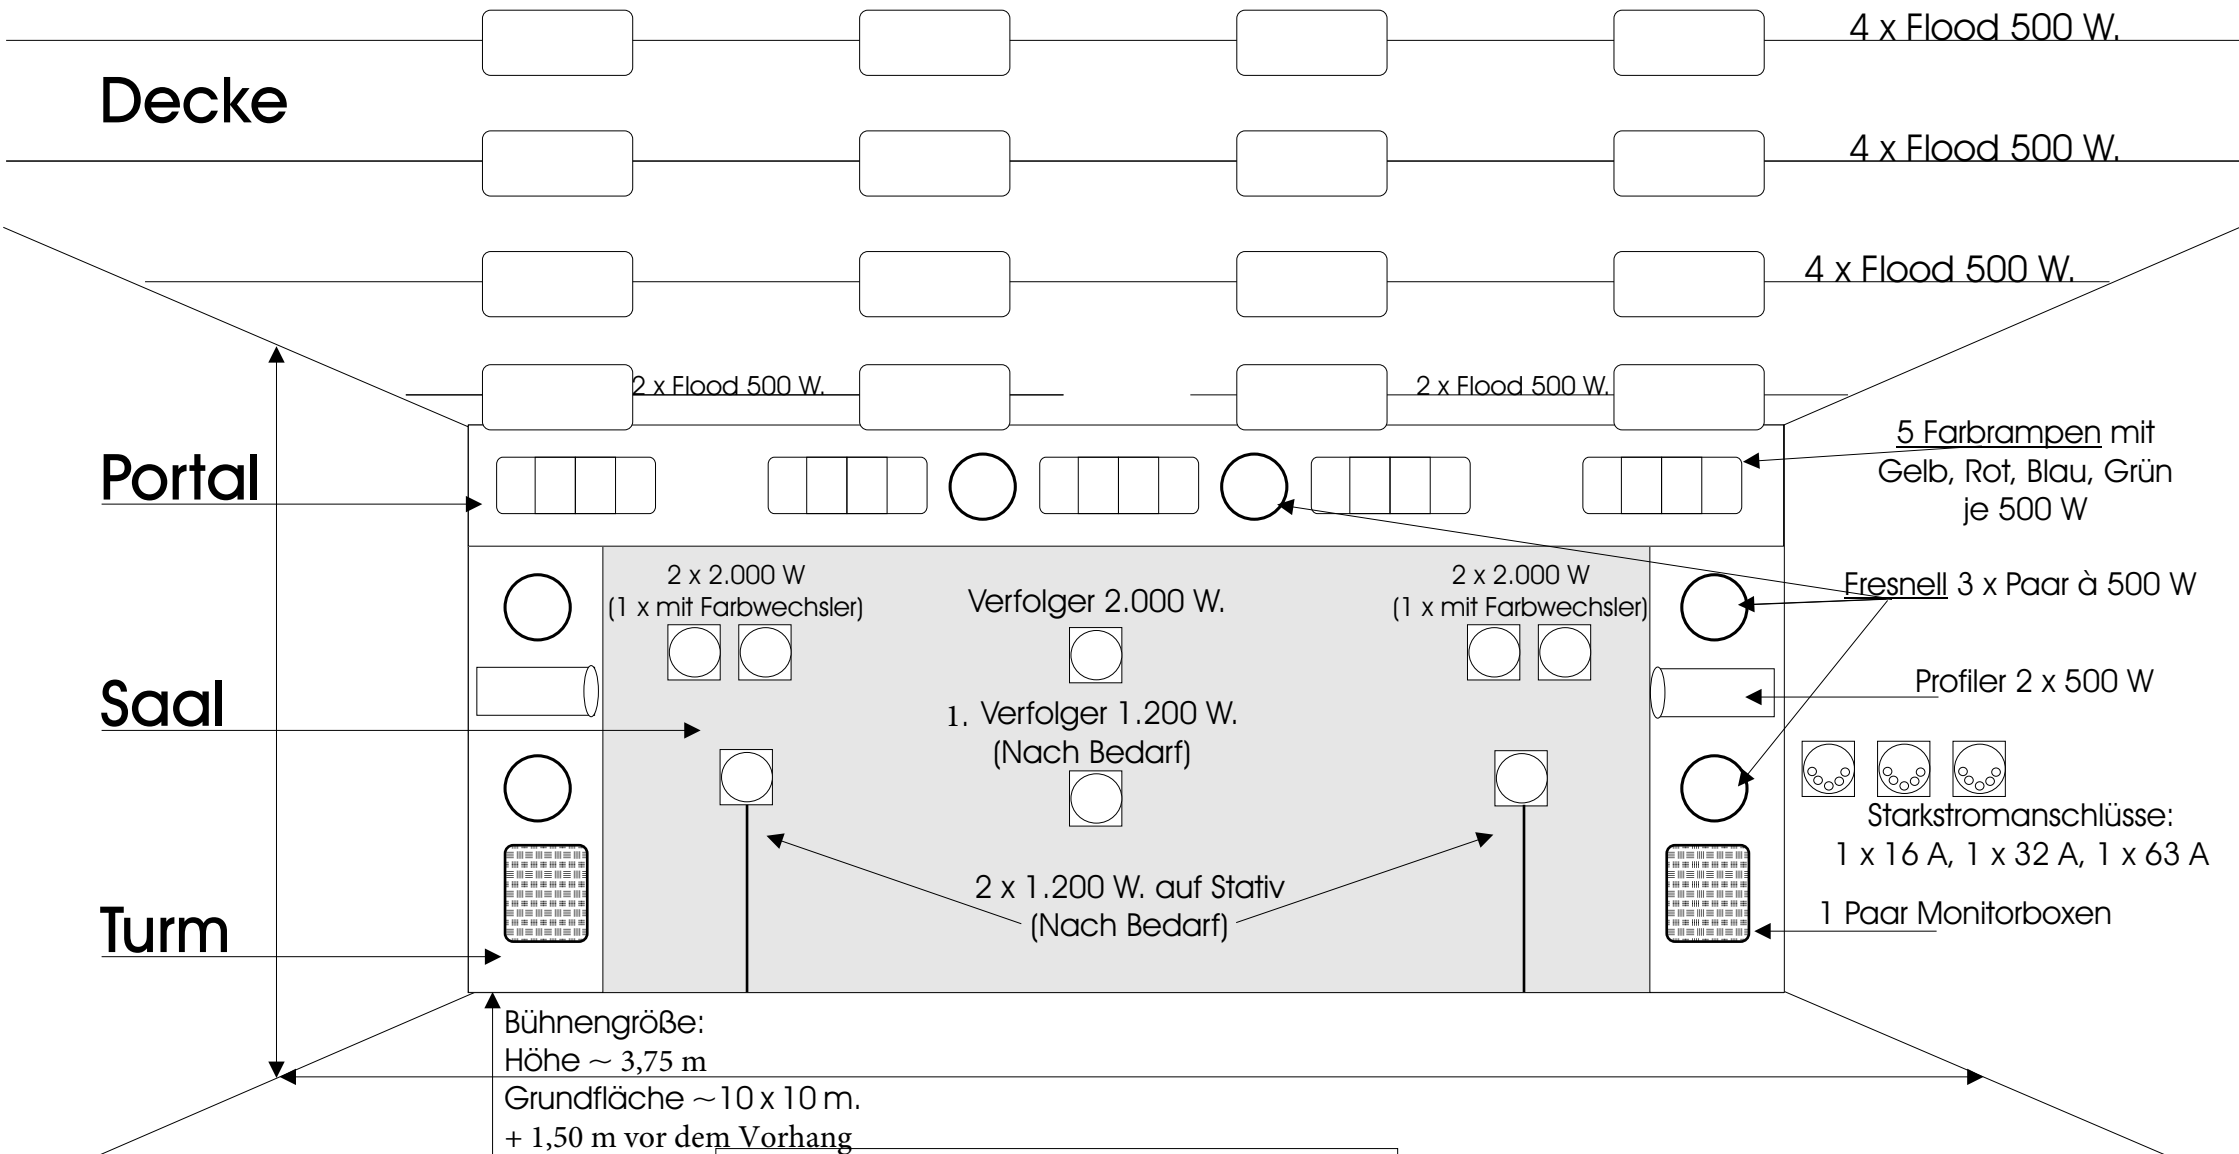 4 x Flood 500 W.
Decke
4 x Flood 500 W.
4 x Flood 500 W.
2 x Flood 500 W.
2 x Flood 500 W.
Portal
5 Farbrampen mit
Gelb, Rot, Blau, Grün
je 500 W
2 x 2.000 W
(1 x mit Farbwechsler)
Verfolger 2.000 W.
2 x 2.000 W
(1 x mit Farbwechsler)
Fresnell 3 x Paar à 500 W
Saal
1. Verfolger 1.200 W.
(Nach Bedarf)
Profiler 2 x 500 W
Starkstromanschlüsse:
1 x 16 A, 1 x 32 A, 1 x 63 A
Turm
2 x 1.200 W. auf Stativ
(Nach Bedarf)
1 Paar Monitorboxen
Bühnengröße:
Höhe ~ 3,75 m
Grundfläche ~10 x 10 m.
+ 1,50 m vor dem Vorhang